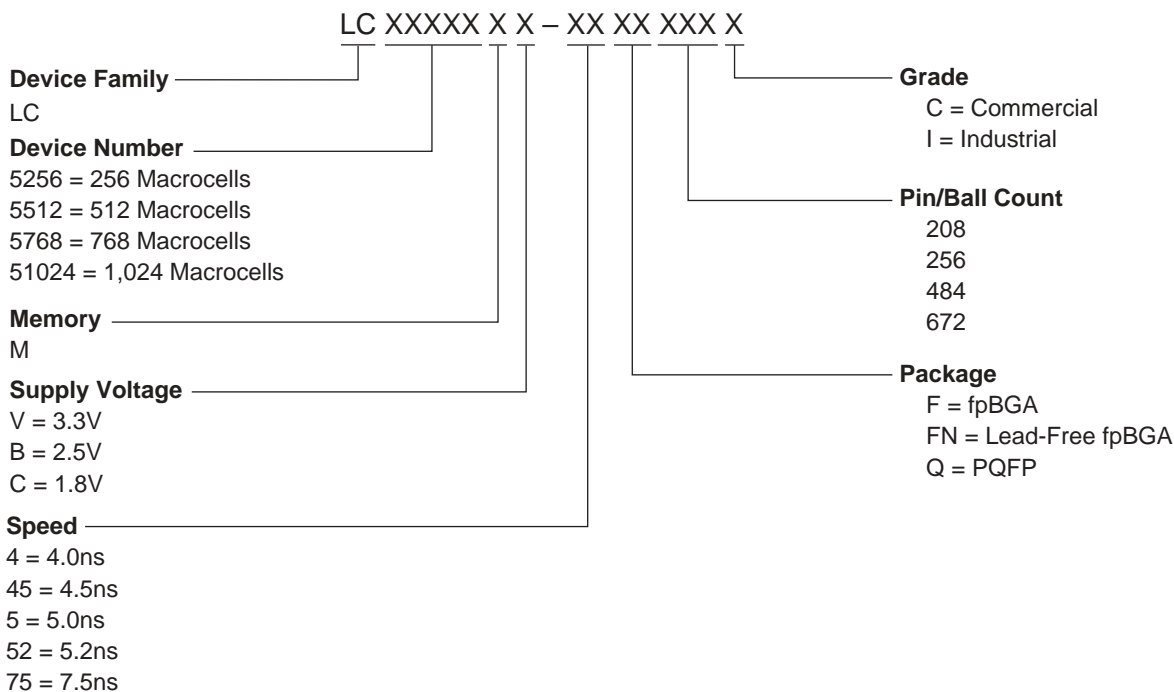 LC XXXXX X X – XX XX XXX X
Device Family
LC
Device Number
5256 = 256 Macrocells
5512 = 512 Macrocells
5768 = 768 Macrocells
51024 = 1,024 Macrocells
Memory
M
Supply Voltage
V = 3.3V
B = 2.5V
C = 1.8V
Speed
4 = 4.0ns
45 = 4.5ns
5 = 5.0ns
52 = 5.2ns
75 = 7.5ns
Grade
C = Commercial
I = Industrial
Pin/Ball Count
208
256
484
672
Package
F = fpBGA
FN = Lead-Free fpBGA
Q = PQFP